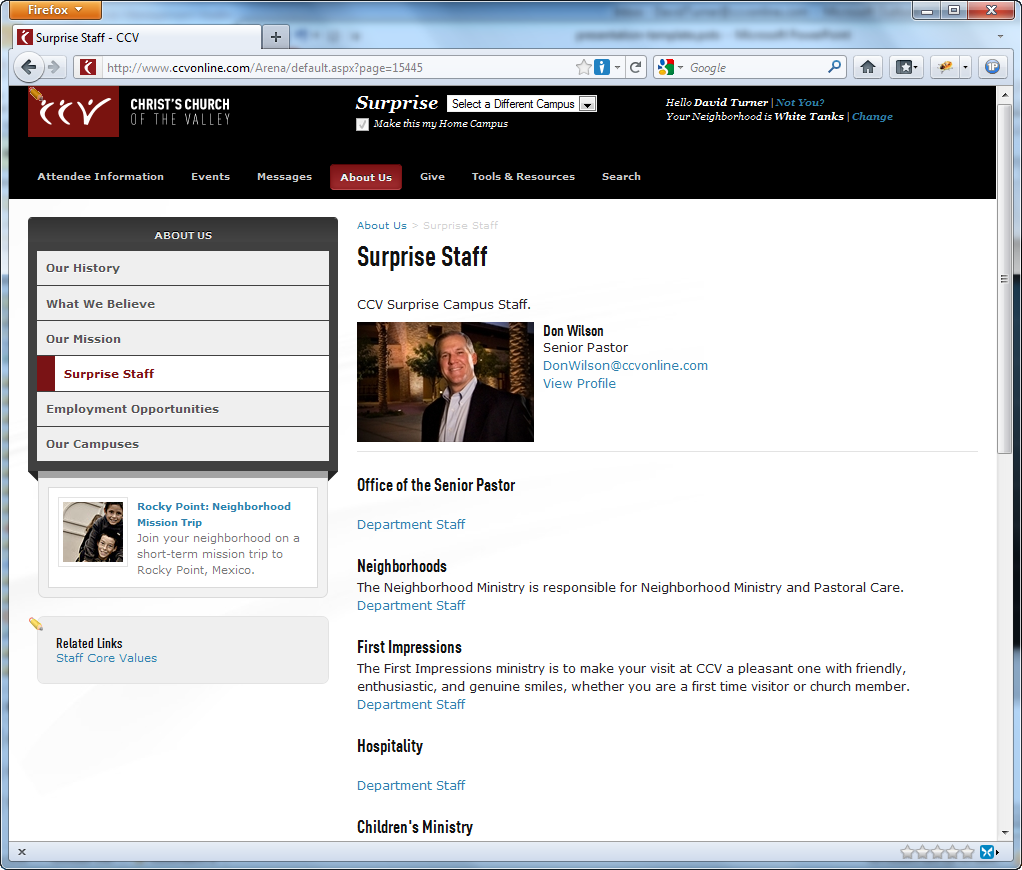 Firefox
Surprise Staff - CCV
http://www.ccvonline.com/Arena/default.aspx?page=15445
Google
CCV
CHRIST'S CHURCH
OF THE VALLEY
Surprise
Select a Different Campus
Make this my Home Campus
Hello David Turner | Not You?
Your Neighborhood is White Tanks | Change
Attendee Information
Events
Messages
About Us
Give
Tools & Resources
Search
ABOUT US
Our History
What We Believe
Our Mission
Surprise Staff
Employment Opportunities
Our Campuses
Rocky Point: Neighborhood
Mission Trip
Join your neighborhood on a
short-term mission trip to
Rocky Point, Mexico.
Related Links
Staff Core Values
About Us > Surprise Staff
Surprise Staff
CCV Surprise Campus Staff.
Don Wilson
Senior Pastor
DonWilson@ccvonline.com
View Profile
Office of the Senior Pastor
Department Staff
Neighborhoods
The Neighborhood Ministry is responsible for Neighborhood Ministry and Pastoral Care.
Department Staff
First Impressions
The First Impressions ministry is to make your visit at CCV a pleasant one with friendly,
enthusiastic, and genuine smiles, whether you are a first time visitor or church member.
Department Staff
Hospitality
Department Staff
Children's Ministry